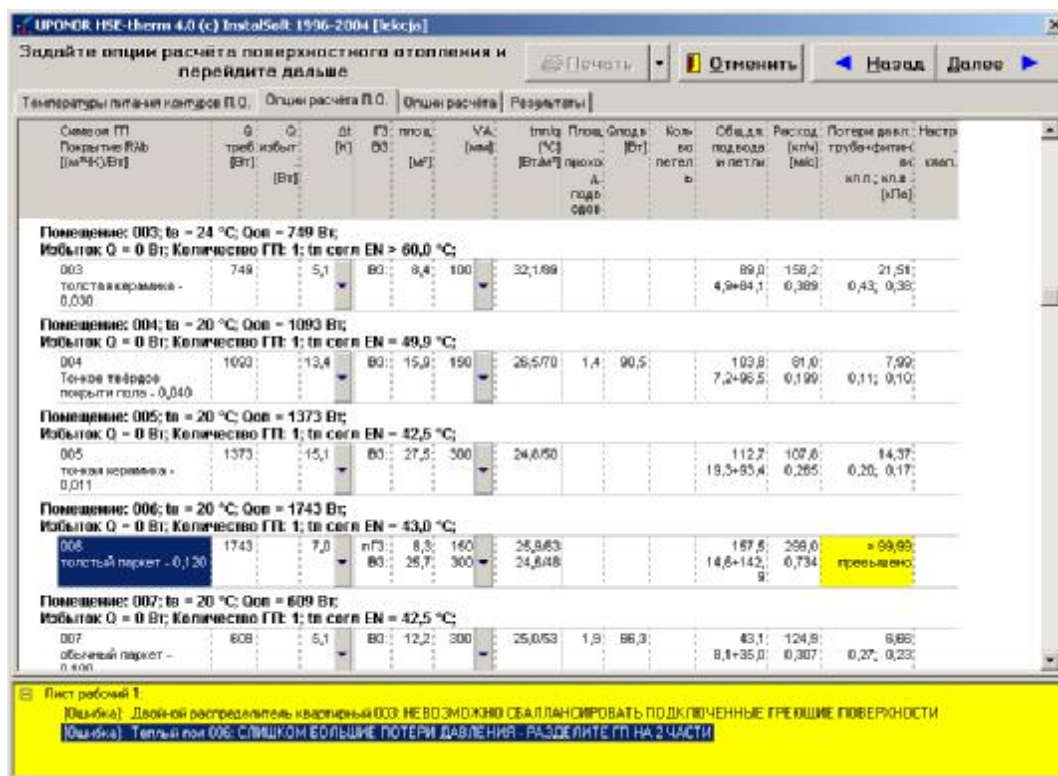 UPONOR HSE-therm 4.0 (c) InstalSoft 1996-2004 [lekcja]
Задайте опции расчёта поверхностного отопления и
перейдите дальше
Печать
Отменить
Назад
Далее
Температуры питания контуров П.О.
Опции расчёта П.О.
Опции расчёта
Результаты
Символ ГП
Покрытие R
[(м²*K)/Вт]
Q
треб
[Вт]
Q
избыт
[Вт]
Δt
[K]
ГЗ
ВЗ
площ.
[м²]
VA
[мм]
[°C]
[Вт/м²]
Площ
проход.
подв
одов
Qподв
[Вт]
Кол-
во
петел
ь
Общ.дл.
подвода
и петли
Расход
[кг/ч]
[м/с]
Потери давл.
труба+фитин
[кПа]
Настр
клап.
Помещение: 003; tв = 24 °C; Qоп = 749 Вт;
Избыток Q = 0 Вт; Количество ГП: 1; tп согл EN > 60,0 °C;
003 749 5,1 ВЗ: 8,4 100 32,1/89 89,0 158,2 21,51
толстая керамика - 4,9+84,1 0,389 0,43; 0,38
0,030
Помещение: 004; tв = 20 °C; Qоп = 1093 Вт;
Избыток Q = 0 Вт; Количество ГП: 1; tп согл EN = 49,9 °C;
004 1093 13,4 ВЗ: 15,9 150 26,5/70 1,4 90,5 103,8 81,0 7,99
Тонкое твёрдое 7,2+96,5 0,199 0,11; 0,10
покрыти пола - 0,040
Помещение: 005; tв = 20 °C; Qоп = 1373 Вт;
Избыток Q = 0 Вт; Количество ГП: 1; tп согл EN = 42,5 °C;
005 1373 15,1 ВЗ: 27,5 300 24,6/50 112,7 107,8 14,37
тонкая керамика - 19,3+93,4 0,265 0,20; 0,17
0,011
Помещение: 006; tв = 20 °C; Qоп = 1743 Вт;
Избыток Q = 0 Вт; Количество ГП: 1; tп согл EN = 43,0 °C;
006 1743 7,0 пГЗ: 8,3 150 25,9/63 157,5 299,0 > 99,99
толстый паркет - 0,120 ВЗ: 26,7 300 24,6/48 14,6+142, 0,734 превышено
9
Помещение: 007; tв = 20 °C; Qоп = 609 Вт;
Избыток Q = 0 Вт; Количество ГП: 1; tп согл EN = 42,5 °C;
007 609 5,1 ВЗ: 12,2 300 25,0/53 1,9 66,3 43,1 124,9 6,66
обычный паркет - 8,1+35,0 0,307 0,27; 0,23
Лист рабочий 1:
[Ошибка] Двойной распределитель квартирный 003: НЕВОЗМОЖНО СБАЛЛАНСИРОВАТЬ ПОДКЛЮЧЕННЫЕ ГРЕЮЩИЕ ПОВЕРХНОСТИ
[Ошибка] Теплый пол 006: СЛИШКОМ БОЛЬШИЕ ПОТЕРИ ДАВЛЕНИЯ - РАЗДЕЛИТЕ ГП НА 2 ЧАСТИ